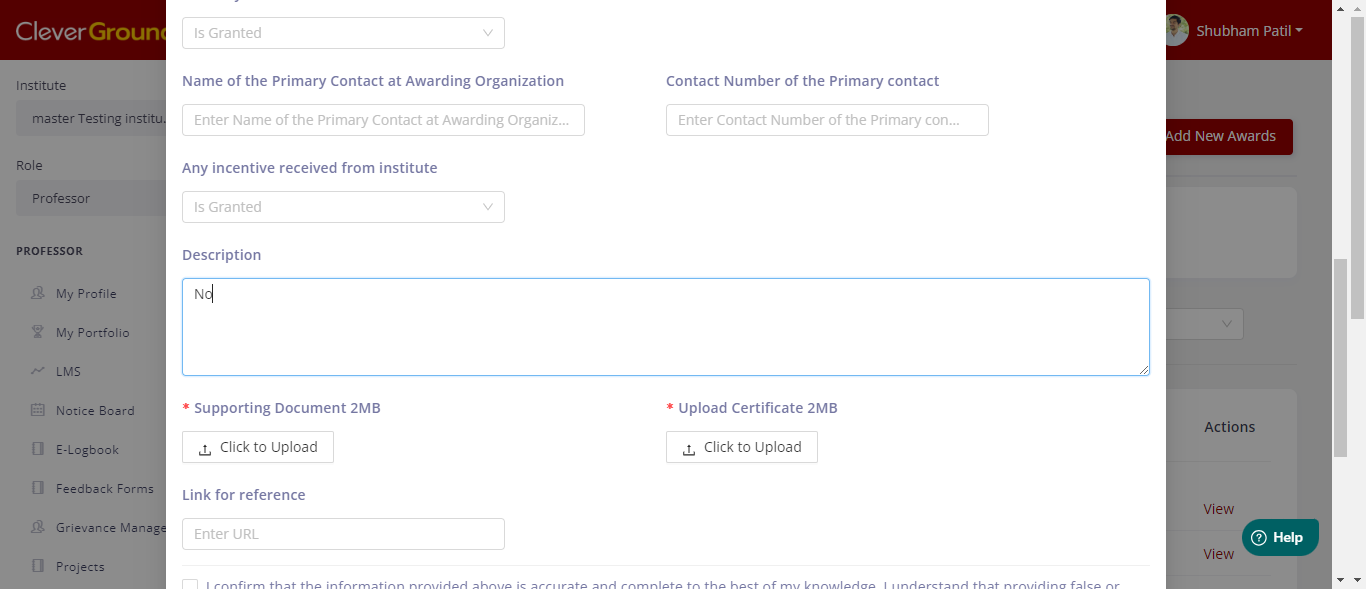 CleverGroun
Shubham Patil
Is Granted
Institute
Name of the Primary Contact at Awarding Organization
Contact Number of the Primary contact
master Testing institu.
Enter Name of the Primary Contact at Awarding Organiz...
Enter Contact Number of the Primary con...
Add New Awards
Role
Any incentive received from institute
Professor
Is Granted
PROFESSOR
Description
My Profile
No
My Portfolio
LMS
Notice Board
* Supporting Document 2MB
* Upload Certificate 2MB
Actions
E-Logbook
Click to Upload
Click to Upload
Feedback Forms
Link for reference
View
Grievance Manage
Enter URL
Help
View
Projects
I confirm that the information provided above is accurate and complete to the best of my knowledge. I understand that providing false or